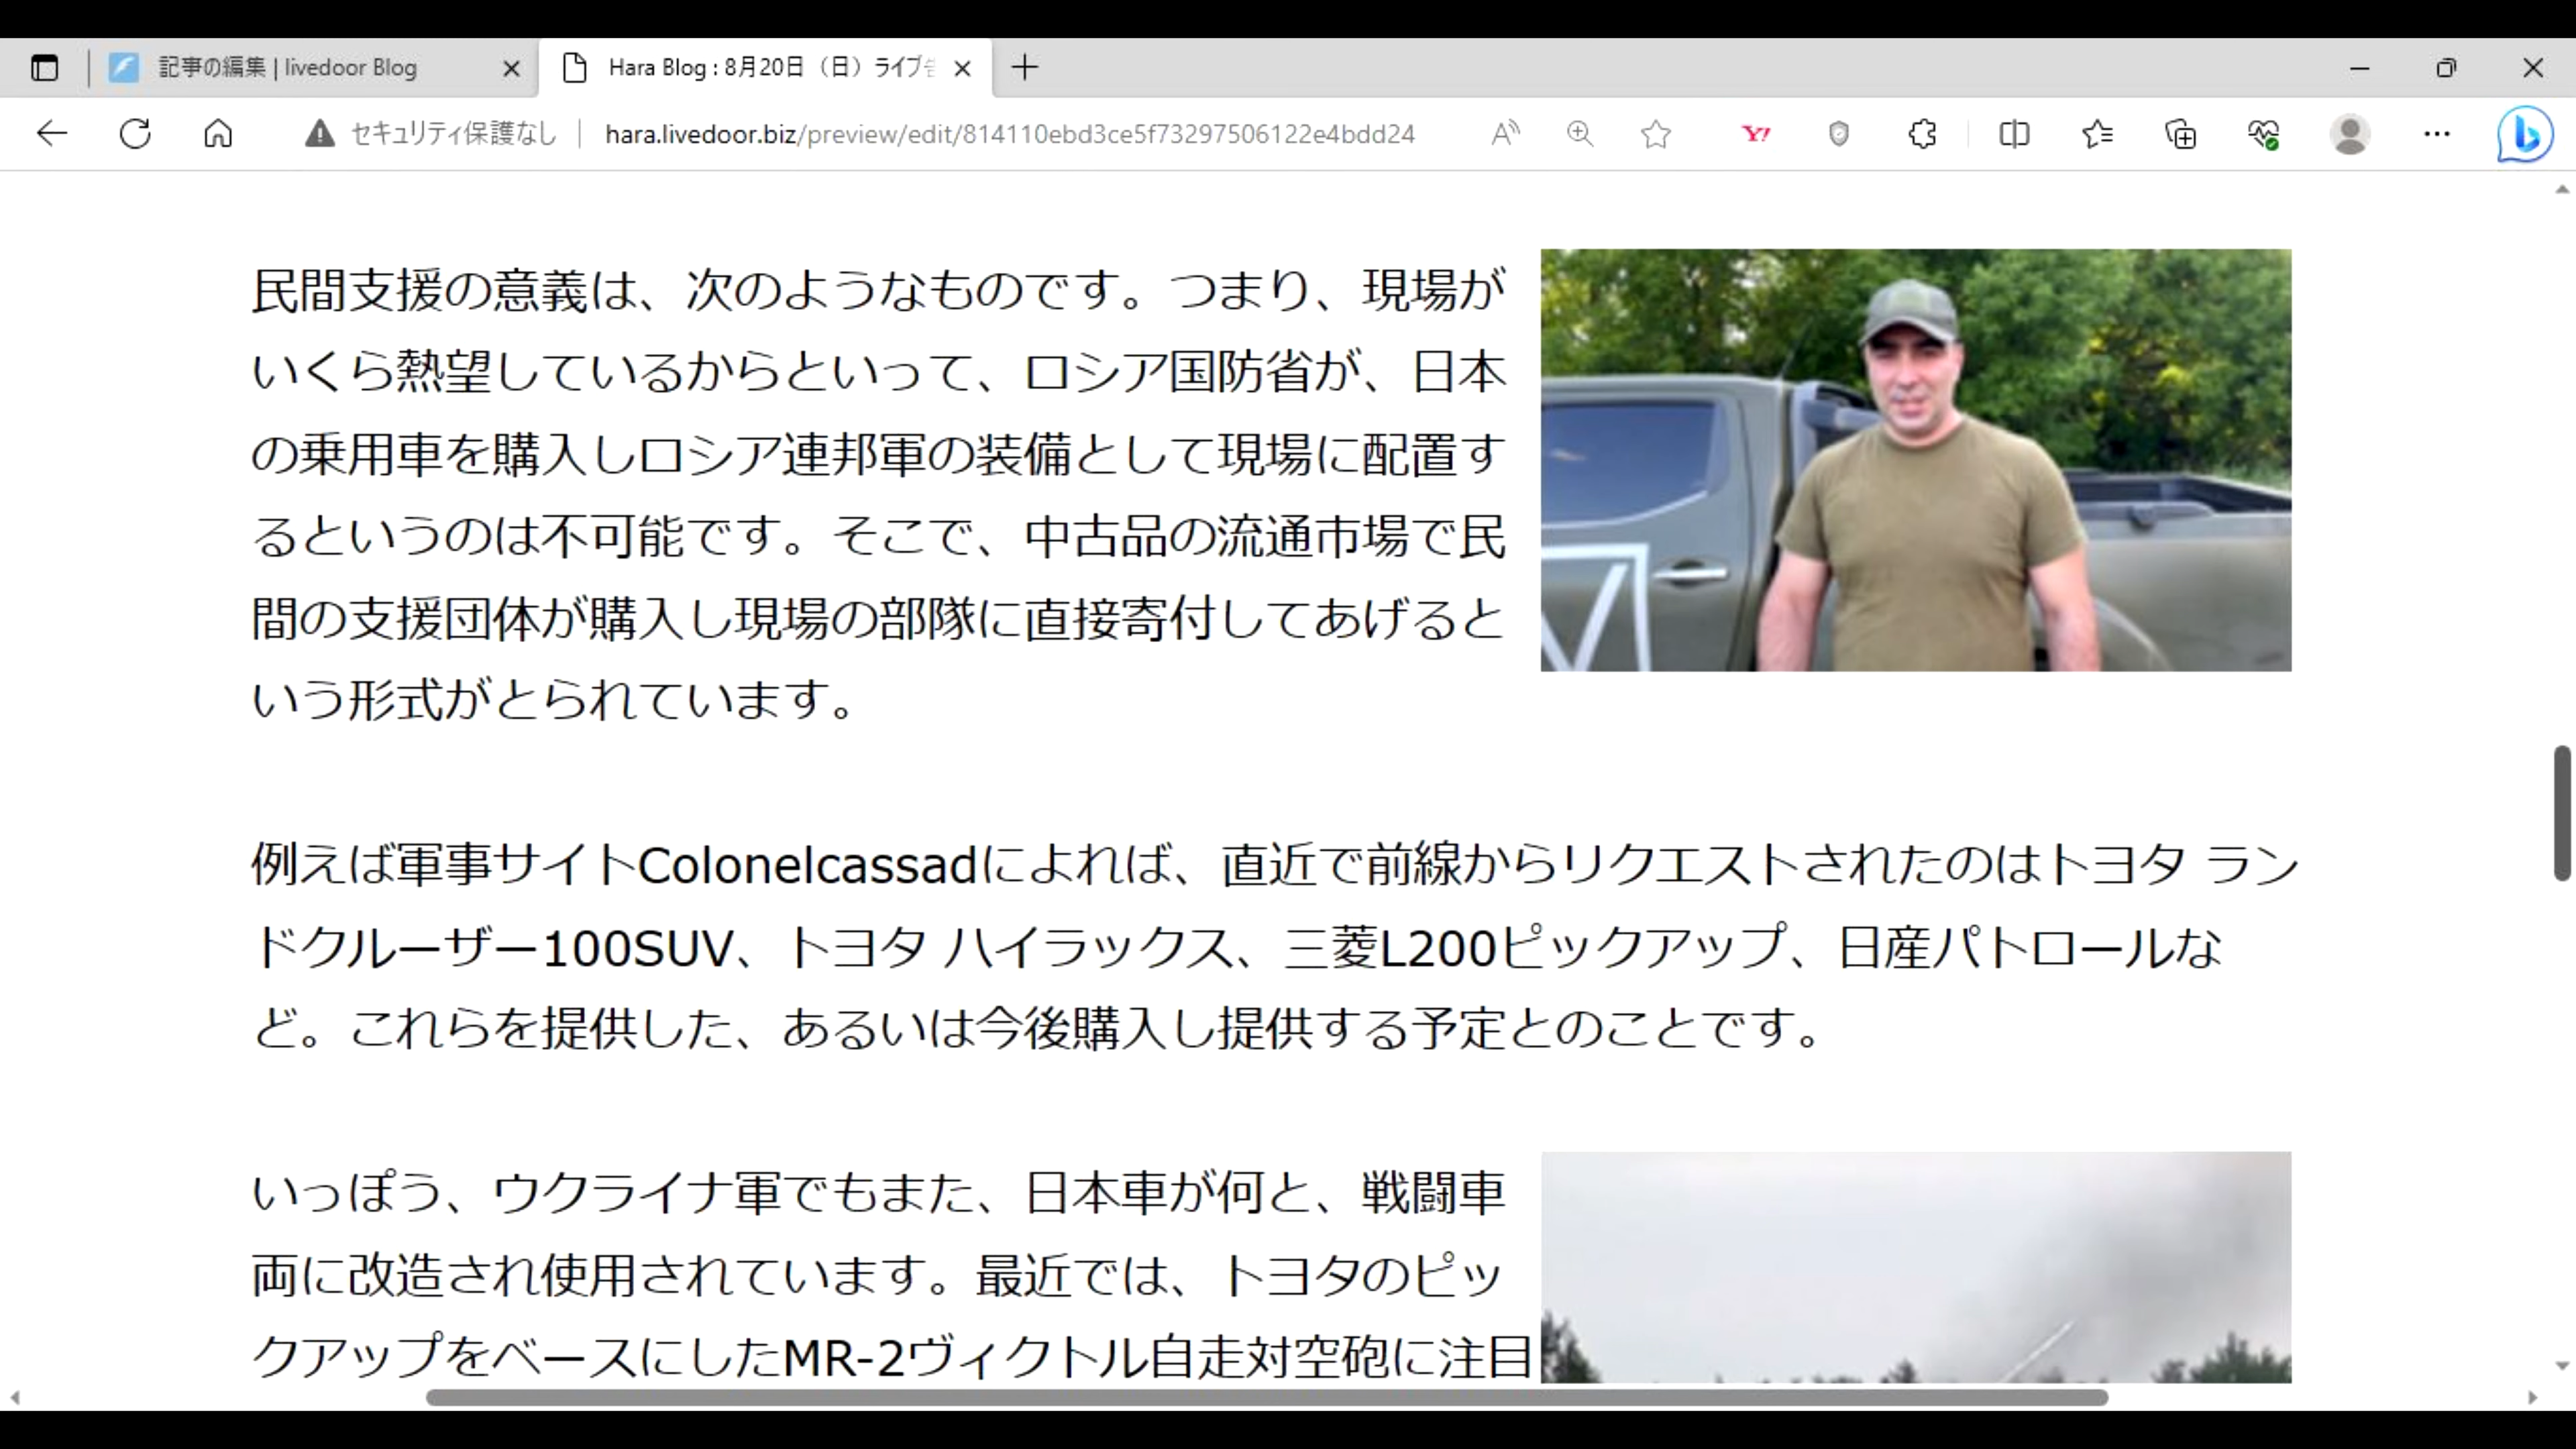 記事の編集 | livedoor Blog
Hara Blog : 8月20日（日）ライブ
セキュリティ保護なし
hara.livedoor.biz/preview/edit/814110ebd3ce5f73297506122e4bdd24
民間支援の意義は、次のようなものです。つまり、現場が
いくら熱望しているからといって、ロシア国防省が、日本
の乗用車を購入しロシア連邦軍の装備として現場に配置す
るというのは不可能です。そこで、中古品の流通市場で民
間の支援団体が購入し現場の部隊に直接寄付してあげると
いう形式がとられています。
例えば軍事サイトColonelcassadによれば、直近で前線からリクエストされたのはトヨタ ラン
ドクルーザー100SUV、トヨタ ハイラックス、三菱L200ピックアップ、日産パトロールな
ど。これらを提供した、あるいは今後購入し提供する予定とのことです。
いっぽう、ウクライナ軍でもまた、日本車が何と、戦闘車
両に改造され使用されています。最近では、トヨタのピッ
クアップをベースにしたMR-2ヴィクトル自走対空砲に注目